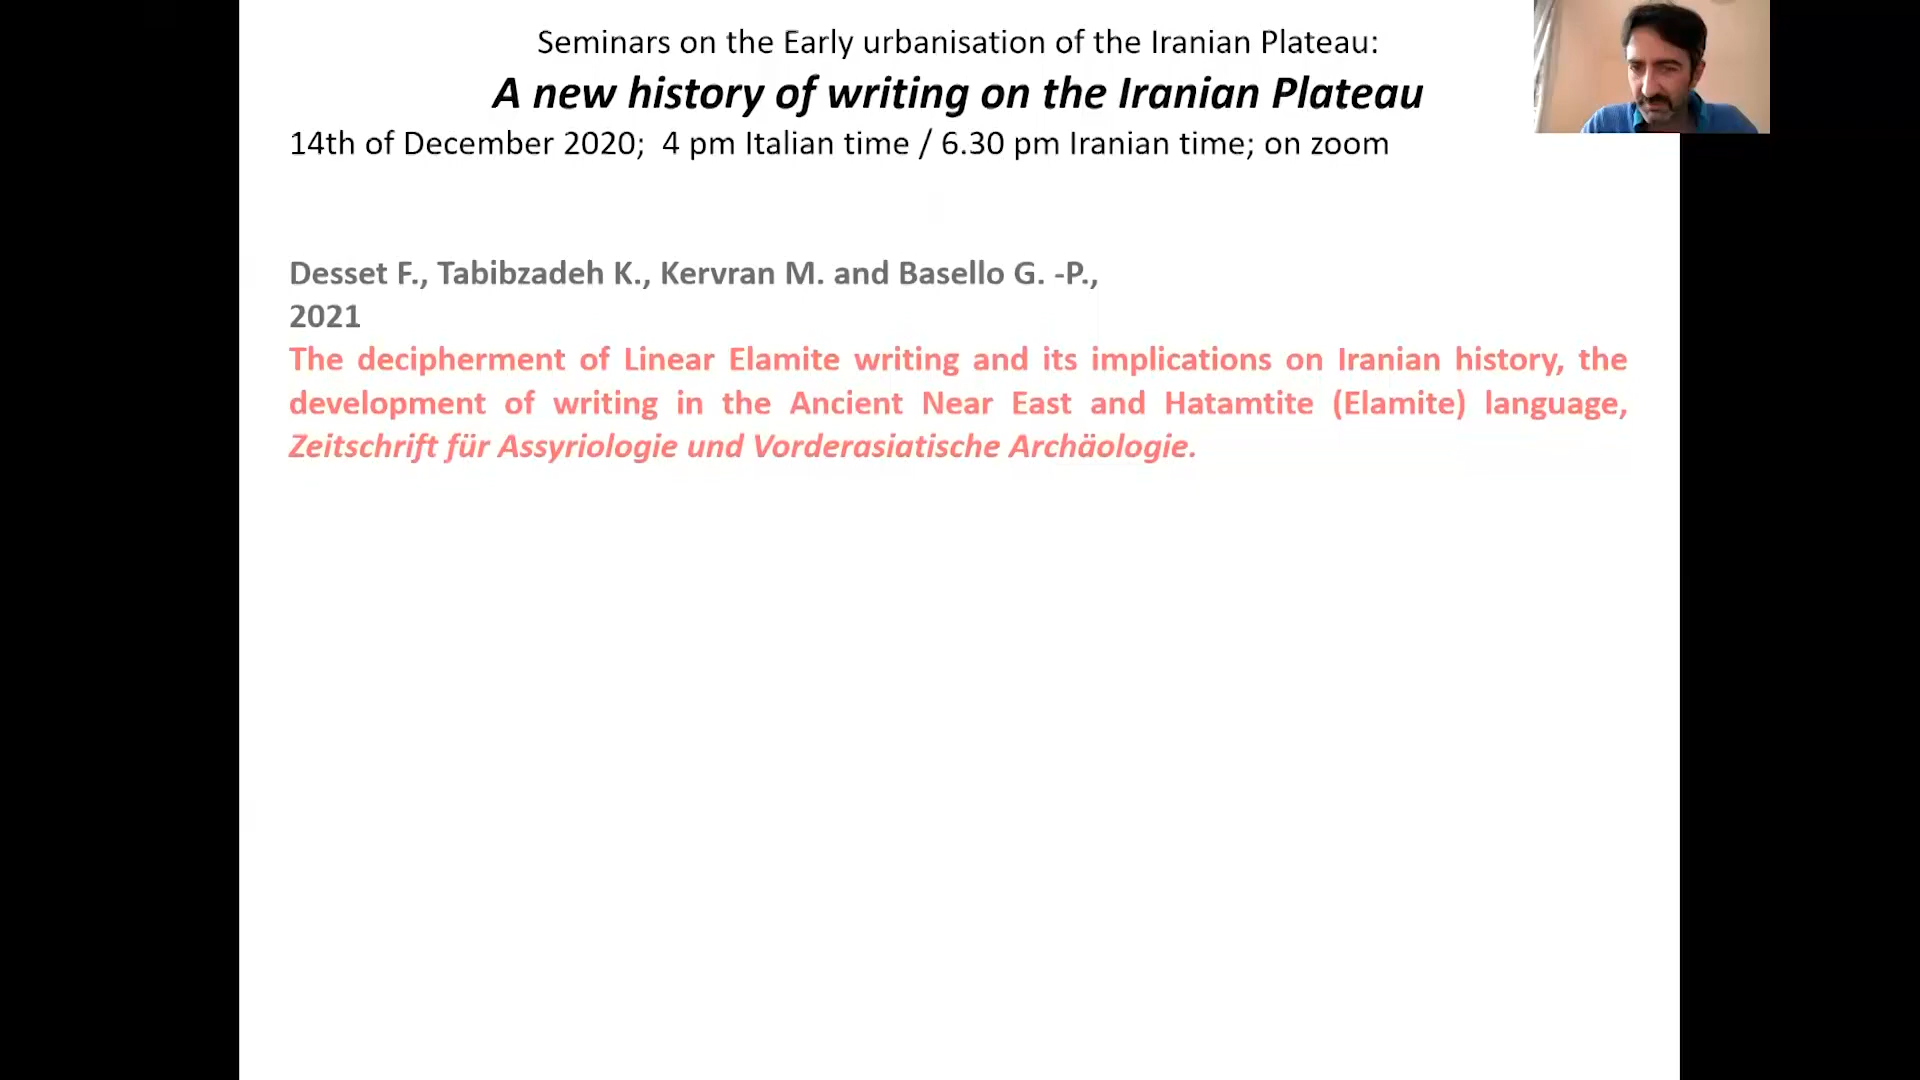 Seminars on the Early urbanisation of the Iranian Plateau:
A new history of writing on the Iranian Plateau
14th of December 2020;  4 pm Italian time / 6.30 pm Iranian time; on zoom
Desset F., Tabibzadeh K., Kervran M. and Basello G. -P.,
2021
The decipherment of Linear Elamite writing and its implications on Iranian history, the
development of writing in the Ancient Near East and Hatamtite (Elamite) language,
Zeitschrift für Assyriologie und Vorderasiatische Archäologie.